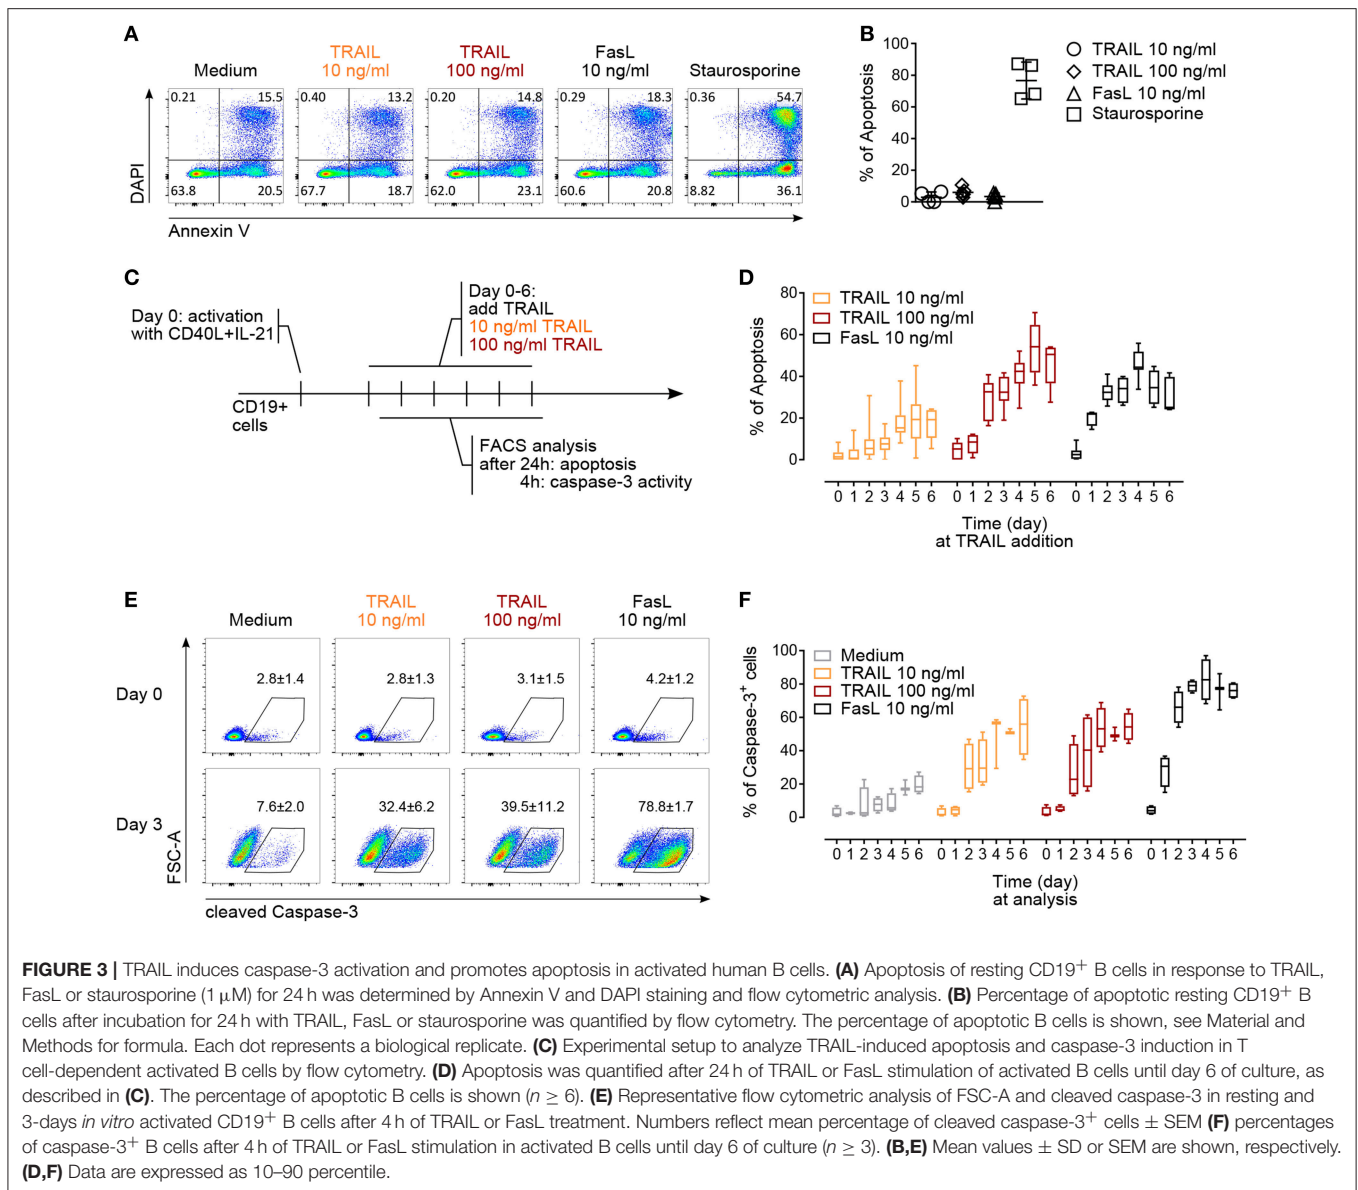 A
Medium
TRAIL
10 ng/ml
TRAIL
100 ng/ml
FasL
10 ng/ml
Staurosporine
0.21 15.5
63.8 20.5
0.40 13.2
67.7 18.7
0.20 14.8
62.0 23.1
0.29 18.3
60.6 20.8
0.36 54.7
8.82 36.1
DAPI
Annexin V
B
% of Apoptosis
100
80
60
40
20
0
TRAIL 10 ng/ml
TRAIL 100 ng/ml
FasL 10 ng/ml
Staurosporine
C
Day 0: activation
with CD40L+IL-21
Day 0-6:
add TRAIL
10 ng/ml TRAIL
100 ng/ml TRAIL
CD19+
cells
FACS analysis
after 24h: apoptosis
4h: caspase-3 activity
D
% of Apoptosis
80
60
40
20
0
TRAIL 10 ng/ml
TRAIL 100 ng/ml
FasL 10 ng/ml
0 1 2 3 4 5 6 0 1 2 3 4 5 6 0 1 2 3 4 5 6
Time (day)
at TRAIL addition
E
Medium
TRAIL
10 ng/ml
TRAIL
100 ng/ml
FasL
10 ng/ml
Day 0
2.8±1.4
2.8±1.3
3.1±1.5
4.2±1.2
Day 3
7.6±2.0
32.4±6.2
39.5±11.2
78.8±1.7
FSC-A
cleaved Caspase-3
F
% of Caspase-3+ cells
100
80
60
40
20
0
Medium
TRAIL 10 ng/ml
TRAIL 100 ng/ml
FasL 10 ng/ml
0 1 2 3 4 5 6 0 1 2 3 4 5 6 0 1 2 3 4 5 6 0 1 2 3 4 5 6
Time (day)
at analysis
FIGURE 3 | TRAIL induces caspase-3 activation and promotes apoptosis in activated human B cells. (A) Apoptosis of resting CD19+ B cells in response to TRAIL,
FasL or staurosporine (1 μM) for 24 h was determined by Annexin V and DAPI staining and flow cytometric analysis. (B) Percentage of apoptotic resting CD19+ B
cells after incubation for 24 h with TRAIL, FasL or staurosporine was quantified by flow cytometry. The percentage of apoptotic B cells is shown, see Material and
Methods for formula. Each dot represents a biological replicate. (C) Experimental setup to analyze TRAIL-induced apoptosis and caspase-3 induction in T
cell-dependent activated B cells by flow cytometry. (D) Apoptosis was quantified after 24 h of TRAIL or FasL stimulation of activated B cells until day 6 of culture, as
described in (C). The percentage of apoptotic B cells is shown (n ≥ 6). (E) Representative flow cytometric analysis of FSC-A and cleaved caspase-3 in resting and
3-days in vitro activated CD19+ B cells after 4 h of TRAIL or FasL treatment. Numbers reflect mean percentage of cleaved caspase-3+ cells ± SEM (F) percentages
of caspase-3+ B cells after 4 h of TRAIL or FasL stimulation in activated B cells until day 6 of culture (n ≥ 3). (B,E) Mean values ± SD or SEM are shown, respectively.
(D,F) Data are expressed as 10–90 percentile.